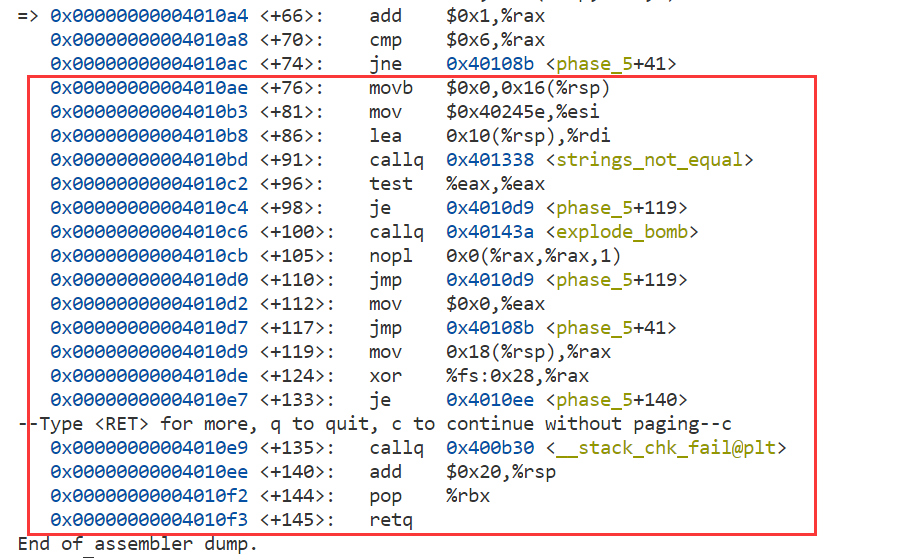 => 0x00000000004010a4 <+66>: add $0x1,%rax
0x00000000004010a8 <+70>: cmp $0x6,%rax
0x00000000004010ac <+74>: jne 0x40108b <phase_5+41>
0x00000000004010ae <+76>: movb $0x0,0x16(%rsp)
0x00000000004010b3 <+81>: mov $0x40245e,%esi
0x00000000004010b8 <+86>: lea 0x10(%rsp),%rdi
0x00000000004010bd <+91>: callq 0x401338 <strings_not_equal>
0x00000000004010c2 <+96>: test %eax,%eax
0x00000000004010c4 <+98>: je 0x4010d9 <phase_5+119>
0x00000000004010c6 <+100>: callq 0x40143a <explode_bomb>
0x00000000004010cb <+105>: nopl 0x0(%rax,%rax,1)
0x00000000004010d0 <+110>: jmp 0x4010d9 <phase_5+119>
0x00000000004010d2 <+112>: mov $0x0,%eax
0x00000000004010d7 <+117>: jmp 0x40108b <phase_5+41>
0x00000000004010d9 <+119>: mov 0x18(%rsp),%rax
0x00000000004010de <+124>: xor %fs:0x28,%rax
0x00000000004010e7 <+133>: je 0x4010ee <phase_5+140>
--Type <RET> for more, q to quit, c to continue without paging--c
0x00000000004010e9 <+135>: callq 0x400b30 <__stack_chk_fail@plt>
0x00000000004010ee <+140>: add $0x20,%rsp
0x00000000004010f2 <+144>: pop %rbx
0x00000000004010f3 <+145>: retq
End of assembler dump.